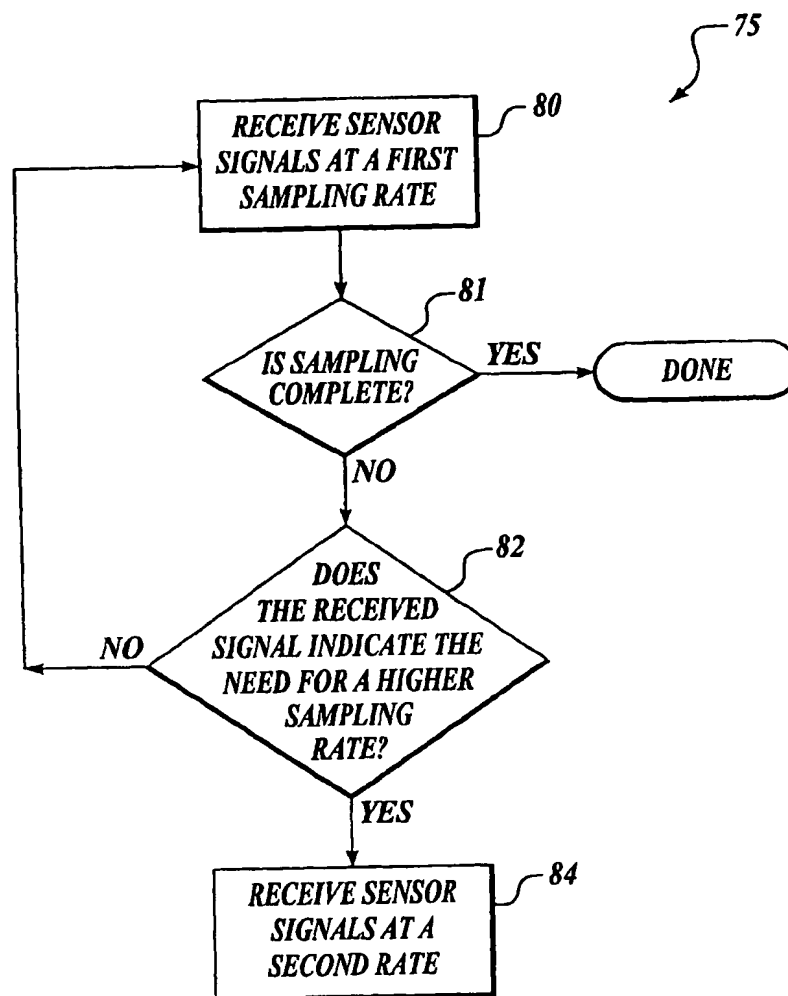 75
80
RECEIVE SENSOR
SIGNALS AT A FIRST
SAMPLING RATE
81
IS SAMPLING
COMPLETE?
YES
DONE
NO
82
DOES
THE RECEIVED
SIGNAL INDICATE THE
NEED FOR A HIGHER
SAMPLING
RATE?
NO
YES
84
RECEIVE SENSOR
SIGNALS AT A
SECOND RATE